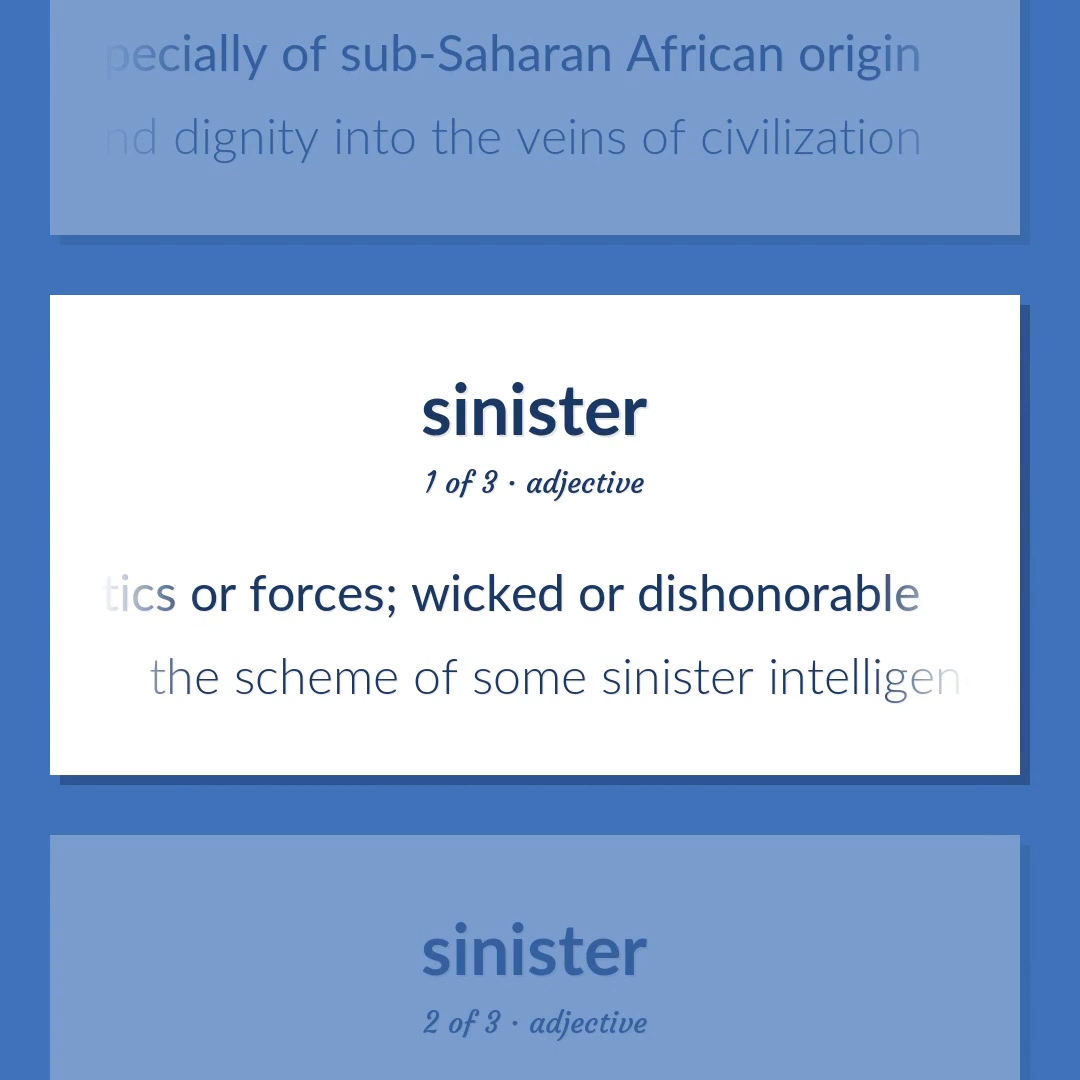 pecially of sub-Saharan African origin
nd dignity into the veins of civilization
sinister
1 of 3 · adjective
tics or forces; wicked or dishonorable
the scheme of some sinister intelligen
sinister
2 of 3 · adjective